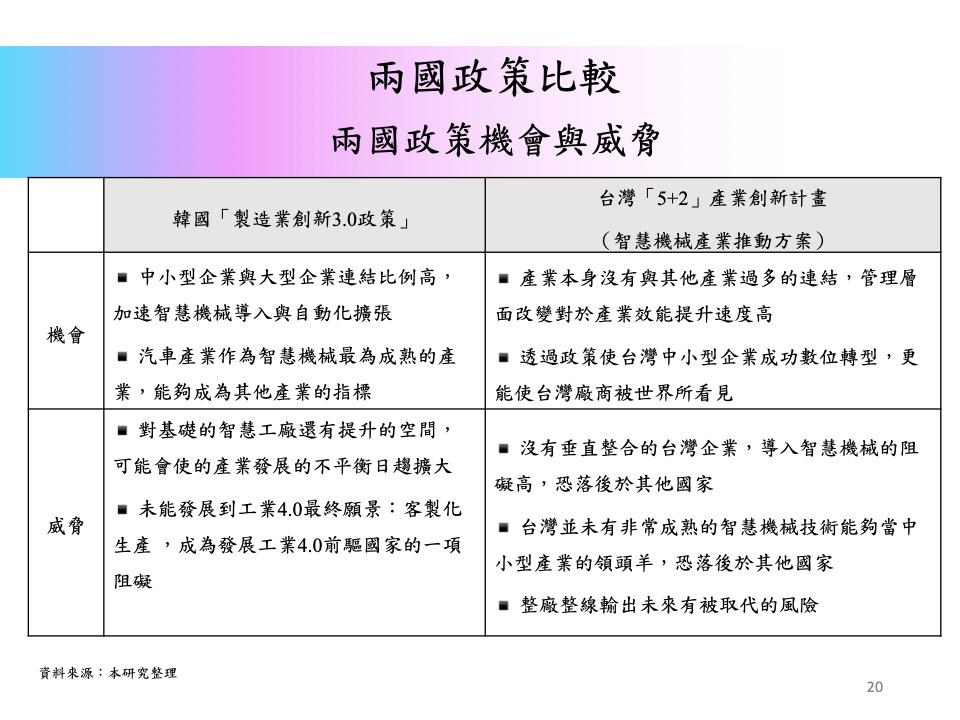 兩國政策比較
兩國政策機會與威脅
韓國「製造業創新3.0政策」
台灣「5+2」產業創新計畫
（智慧機械產業推動方案）
機會
▪ 中小型企業與大型企業連結比例高，
加速智慧機械導入與自動化擴張
▪ 汽車產業作為智慧機械最為成熟的產
業，能夠成為其他產業的指標
▪ 產業本身沒有與其他產業過多的連結，管理層
面改變對於產業效能提升速度高
▪ 透過政策使台灣中小型企業成功數位轉型，更
能使台灣廠商被世界所看見
威脅
▪ 對基礎的智慧工廠還有提升的空間，
可能會使的產業發展的不平衡日趨擴大
▪ 未能發展到工業4.0最終願景：客製化
生產 ，成為發展工業4.0前驅國家的一項
阻礙
▪ 沒有垂直整合的台灣企業，導入智慧機械的阻
礙高，恐落後於其他國家
▪ 台灣並未有非常成熟的智慧機械技術能夠當中
小型產業的領頭羊，恐落後於其他國家
▪ 整廠整線輸出未來有被取代的風險
資料來源：本研究整理
20